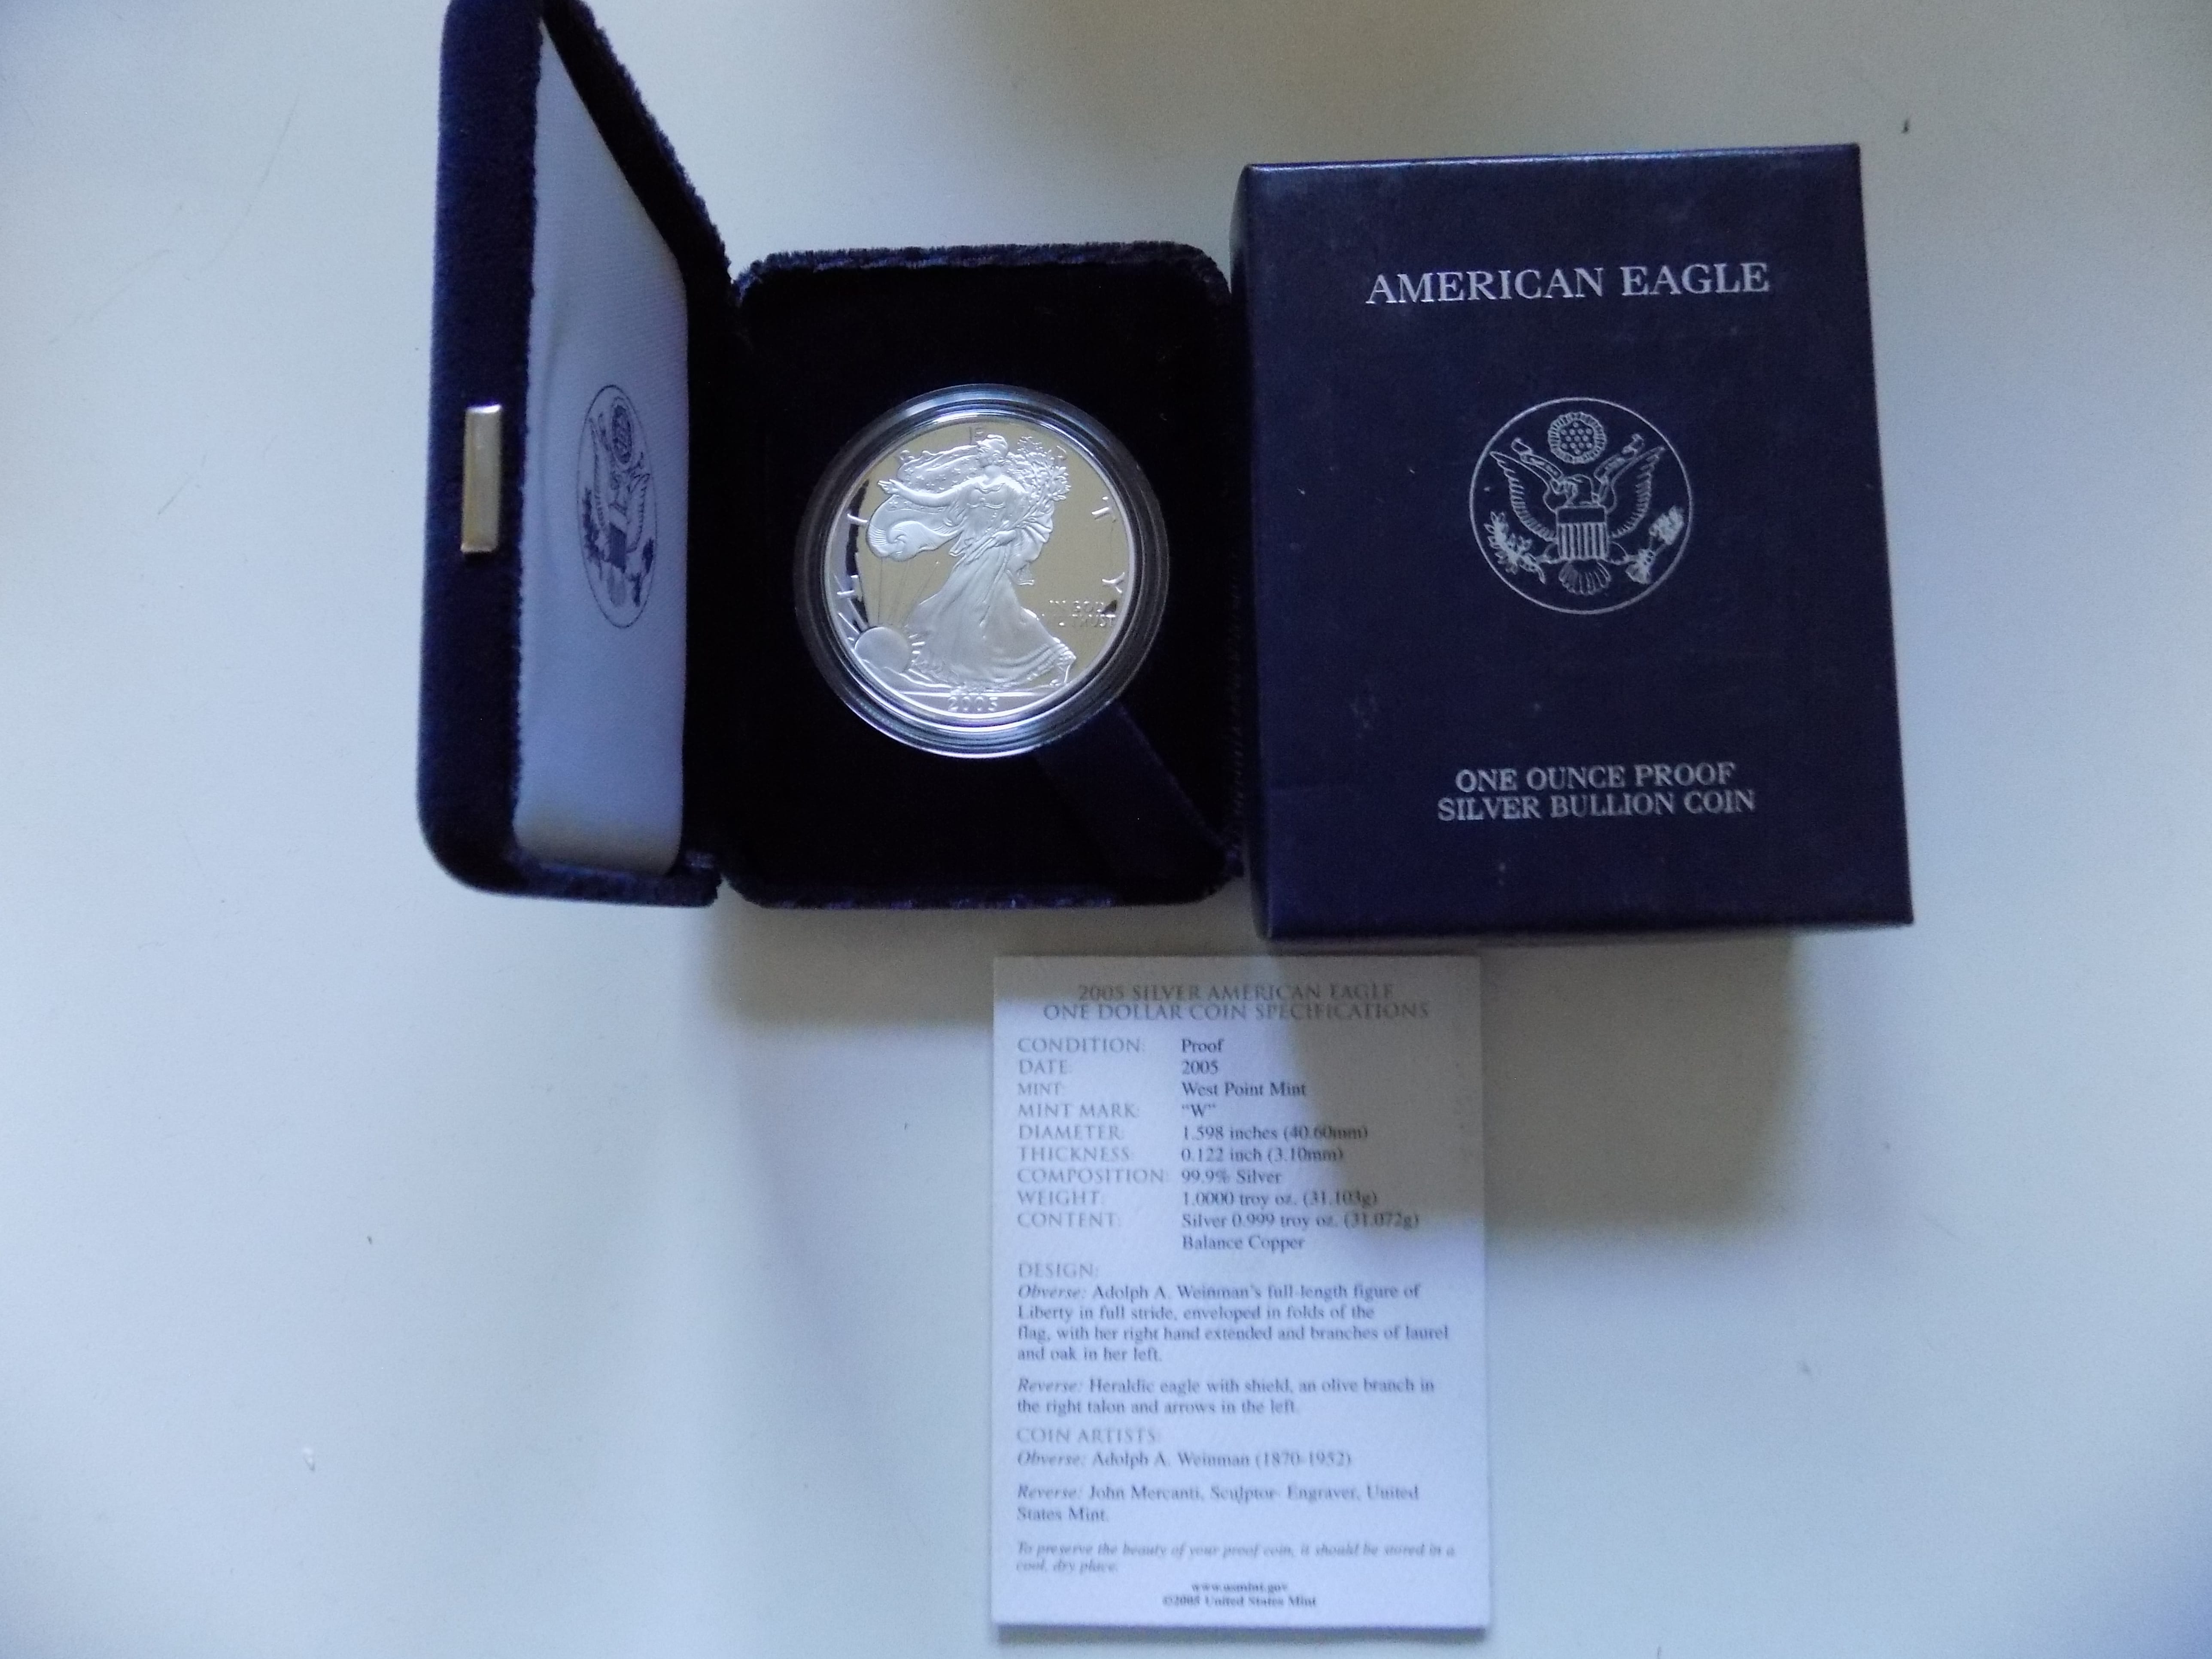 AMERICAN EAGLE
ONE OUNCE PROOF
SILVER BULLION COIN
T
Y
IN GOD
TRUST
2005
2005 SILVER AMERICAN EAGLE
ONE DOLLAR COIN SPECIFICATIONS
CONDITION: Proof
DATE: 2005
MINT: West Point Mint
MINT MARK: "W"
DIAMETER: 1.598 inches (40.60mm)
THICKNESS: 0.122 inch (3.10mm)
COMPOSITION: 99.9% Silver
WEIGHT: 1.0000 troy oz. (31.103g)
CONTENT: Silver 0.999 troy oz. (31.072g)
Balance Copper
DESIGN:
Obverse: Adolph A. Weinman's full-length figure of
Liberty in full stride, enveloped in folds of the
flag, with her right hand extended and branches of laurel
and oak in her left.
Reverse: Heraldic eagle with shield, an olive branch in
the right talon and arrows in the left.
COIN ARTISTS:
Obverse: Adolph A. Weinman (1870-1952)
Reverse: John Mercanti, Sculptor- Engraver, United
States Mint.
To preserve the beauty of your proof coin, it should be stored in a
cool, dry place.
www.usmint.gov
©2005 United States Mint